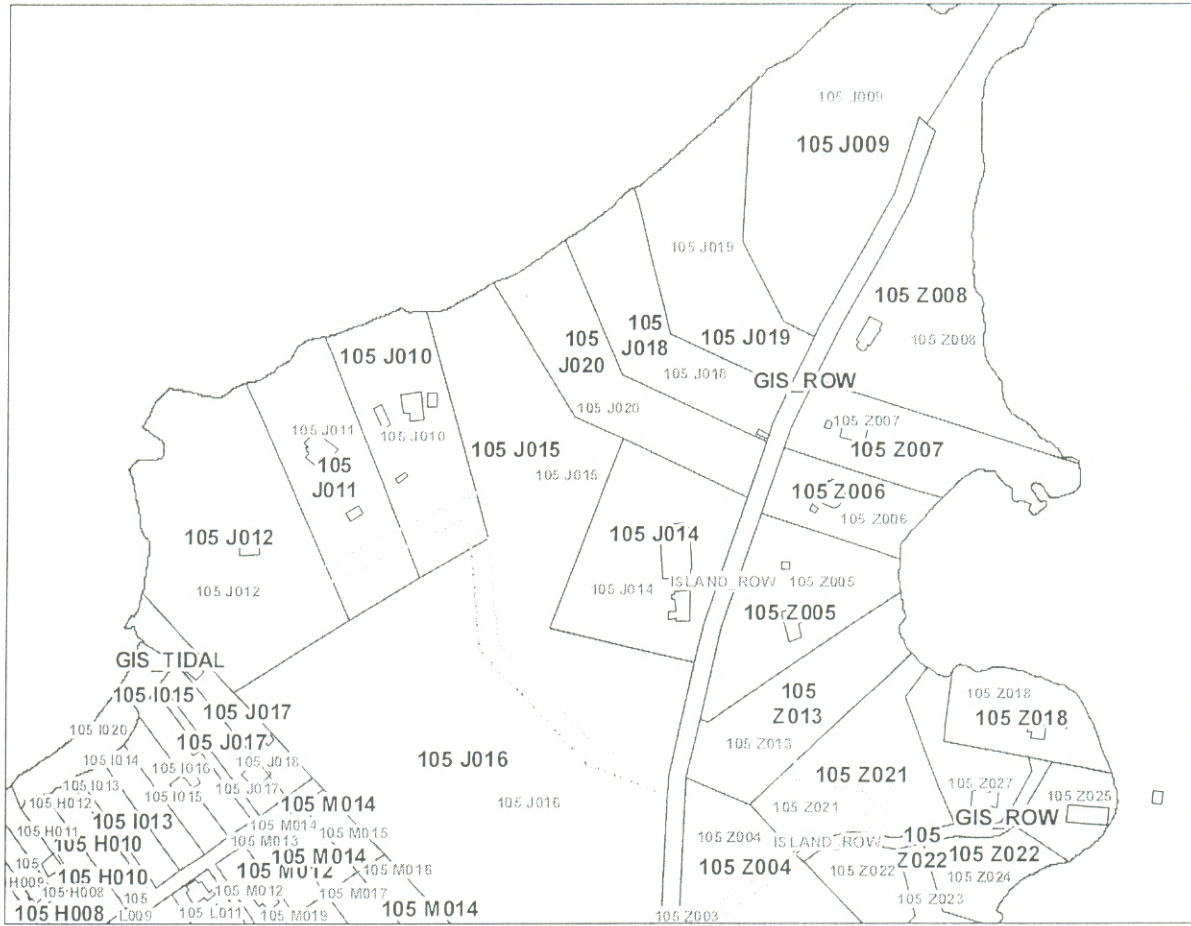 105 J009
105 J009
105 J019
105 Z008
105
J018
105 J019
105
J020
105 Z008
105 J010
105 J018
GIS_ROW
105 J020
105 Z007
105 J011
105 J010
105 Z007
105 J015
105 J015
105
J011
105 Z006
105 Z006
105 J012
105 J014
105 J012
105 J014
ISLAND_ROW
105 Z005
105 Z005
GIS_TIDAL
105 I015
105 J017
105
Z013
105 Z018
105 Z018
105 I020
105 J017
105 Z013
105 I014
105 I016
105 J018
105 J016
105 Z021
105 I013
105 I015
105 J017
105 J016
105 Z021
105 Z027
105 Z025
105 H012
105 M014
GIS_ROW
105 I013
105 M014
105 M015
105 H011
105 H010
105 M013
105 Z004
ISLAND_ROW
105
Z022
105 Z022
105 M014
105
H009
105 H010
105 M012
105 M016
105 Z004
105 Z022
105 Z024
105 H008
105
L009
105 M012
105 M017
105 Z023
105 H008
105 L011
105 M019
105 M014
105 Z003